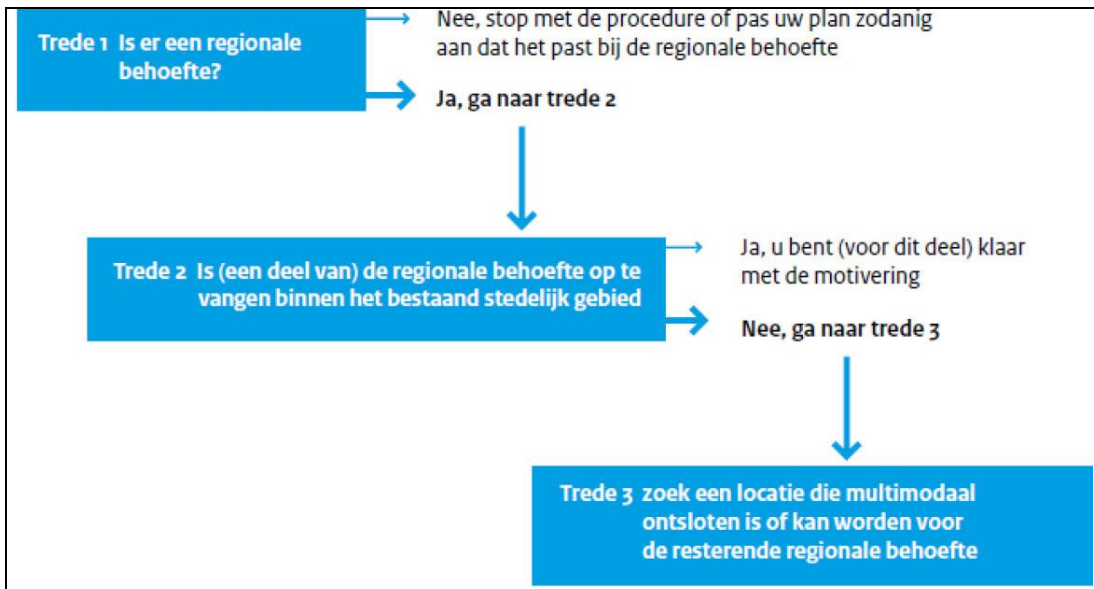 Trede 1 Is er een regionale
behoefte?
Nee, stop met de procedure of pas uw plan zodanig
aan dat het past bij de regionale behoefte
Ja, ga naar trede 2
Trede 2 Is (een deel van) de regionale behoefte op te
vangen binnen het bestaand stedelijk gebied
Ja, u bent (voor dit deel) klaar
met de motivering
Nee, ga naar trede 3
Trede 3 zoek een locatie die multimodaal
ontsloten is of kan worden voor
de resterende regionale behoefte